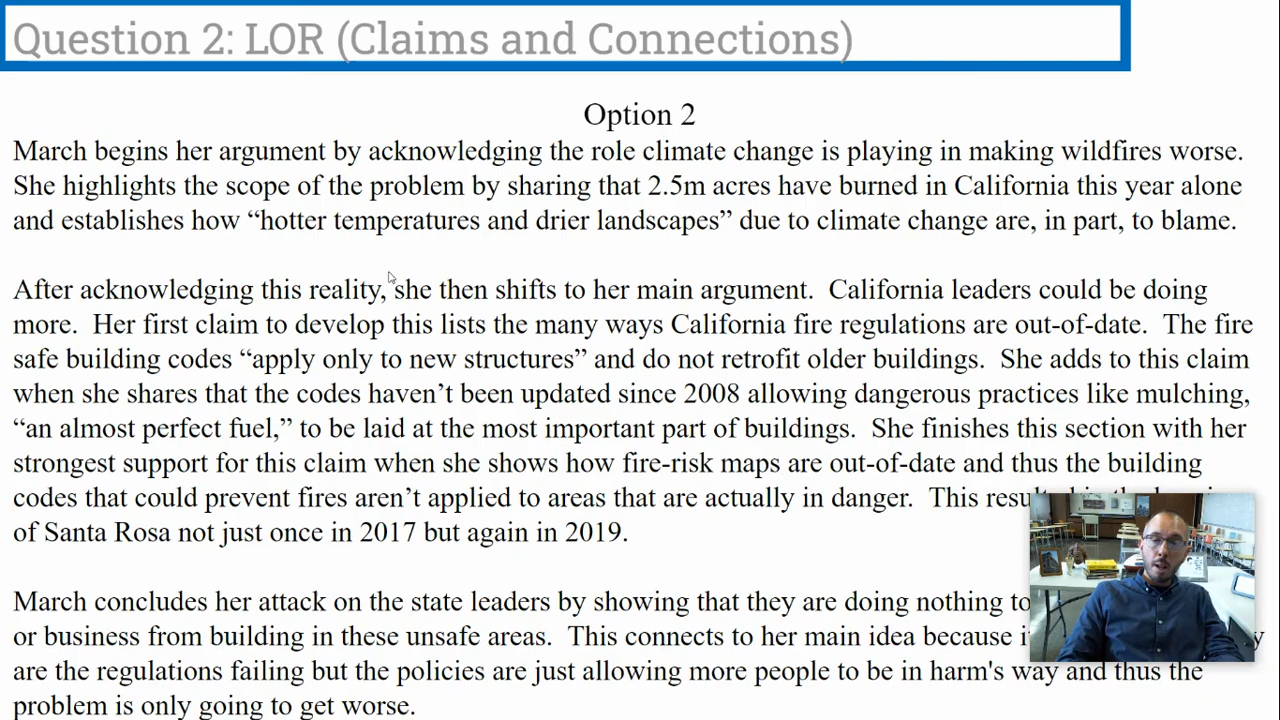 Question 2: LOR (Claims and Connections)
Option 2
March begins her argument by acknowledging the role climate change is playing in making wildfires worse.
She highlights the scope of the problem by sharing that 2.5m acres have burned in California this year alone
and establishes how “hotter temperatures and drier landscapes” due to climate change are, in part, to blame.
After acknowledging this reality, she then shifts to her main argument.  California leaders could be doing
more.  Her first claim to develop this lists the many ways California fire regulations are out-of-date.  The fire
safe building codes “apply only to new structures” and do not retrofit older buildings.  She adds to this claim
when she shares that the codes haven’t been updated since 2008 allowing dangerous practices like mulching,
“an almost perfect fuel,” to be laid at the most important part of buildings.  She finishes this section with her
strongest support for this claim when she shows how fire-risk maps are out-of-date and thus the building
codes that could prevent fires aren’t applied to areas that are actually in danger.  This
of Santa Rosa not just once in 2017 but again in 2019.
March concludes her attack on the state leaders by showing that they are doing nothing to
or business from building in these unsafe areas.  This connects to her main idea because
are the regulations failing but the policies are just allowing more people to be in harm's way and thus the
problem is only going to get worse.